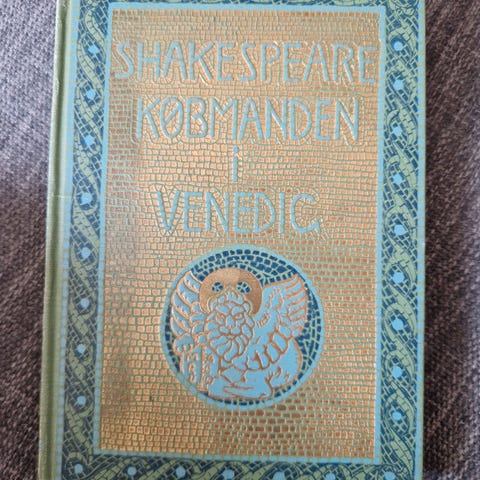 SHAKESPEARE
KØBMANDEN
i
VENEDIG